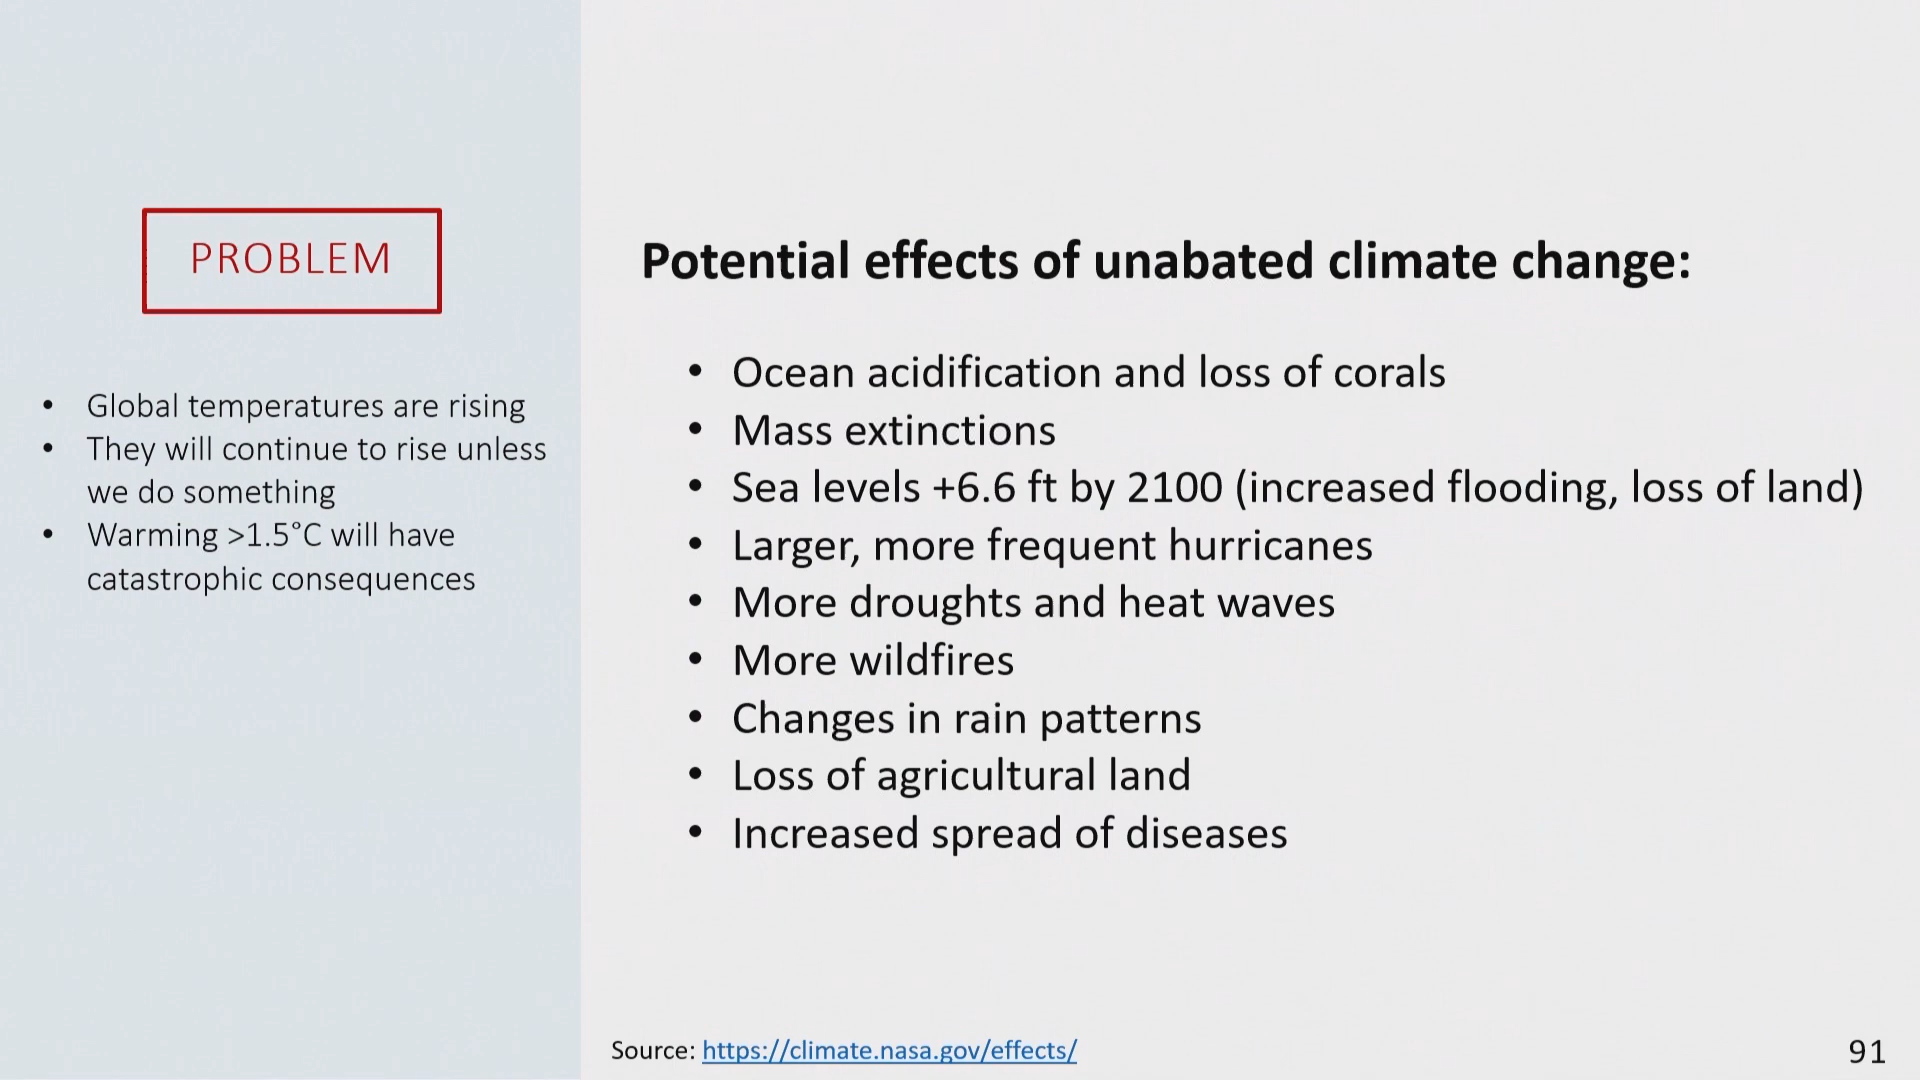 PROBLEM
• Global temperatures are rising
• They will continue to rise unless
we do something
• Warming >1.5°C will have
catastrophic consequences
Potential effects of unabated climate change:
• Ocean acidification and loss of corals
• Mass extinctions
• Sea levels +6.6 ft by 2100 (increased flooding, loss of land)
• Larger, more frequent hurricanes
• More droughts and heat waves
• More wildfires
• Changes in rain patterns
• Loss of agricultural land
• Increased spread of diseases
Source: https://climate.nasa.gov/effects/
91